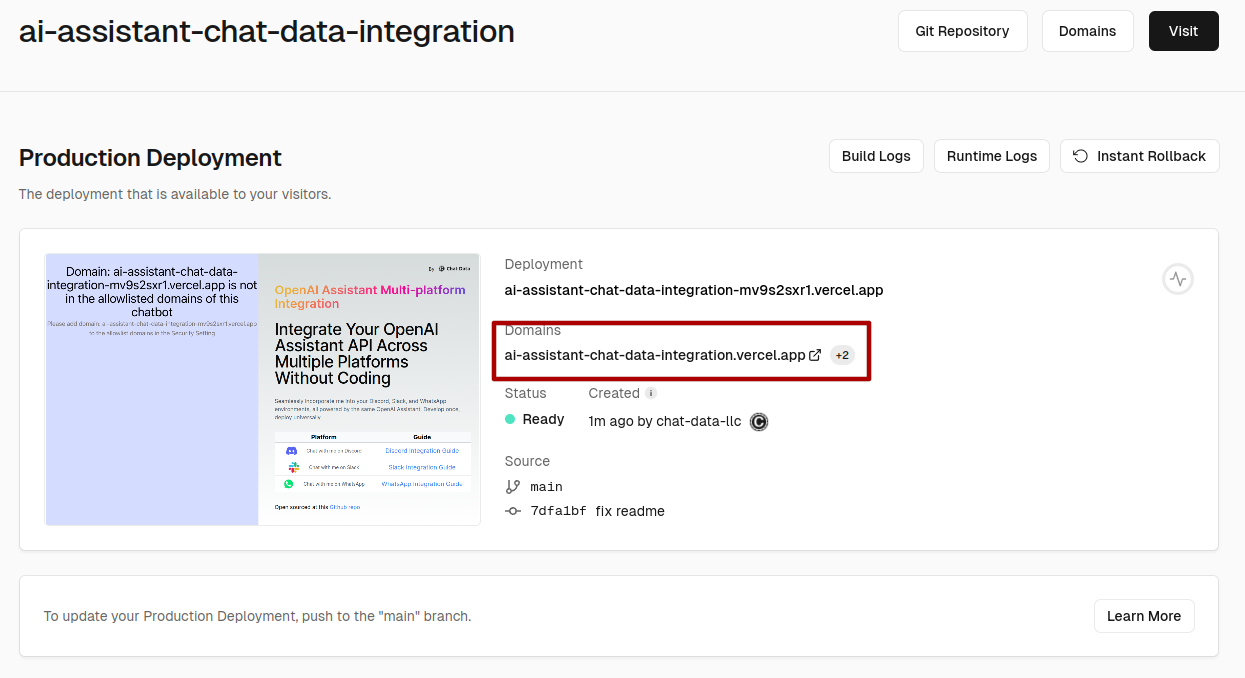 ai-assistant-chat-data-integration
Git Repository
Domains
Visit
Production Deployment
Build Logs
Runtime Logs
Instant Rollback
The deployment that is available to your visitors.
Domain: ai-assistant-chat-data-
integration-mv9s2sxr1.vercel.app is not
in the allowlisted domains of this
chatbot
Please add domain: ai-assistant-chat-data-integration-mv9s2sxr1.vercel.app
to the allowlist domains in the Security Setting
By Chat Data
OpenAI Assistant Multi-platform
Integration
Integrate Your OpenAI
Assistant API Across
Multiple Platforms
Without Coding
Seamlessly incorporate me into your Discord, Slack, and WhatsApp
environments, all powered by the same OpenAI Assistant. Develop once,
deploy universally.
Platform Guide
Chat with me on Discord Discord Integration Guide
Chat with me on Slack Slack Integration Guide
Chat with me on WhatsApp WhatsApp Integration Guide
Open sourced at this Github repo
Deployment
ai-assistant-chat-data-integration-mv9s2sxr1.vercel.app
Domains
ai-assistant-chat-data-integration.vercel.app +2
Status Created
Ready 1m ago by chat-data-llc
Source
main
7dfa1bf fix readme
To update your Production Deployment, push to the "main" branch.
Learn More